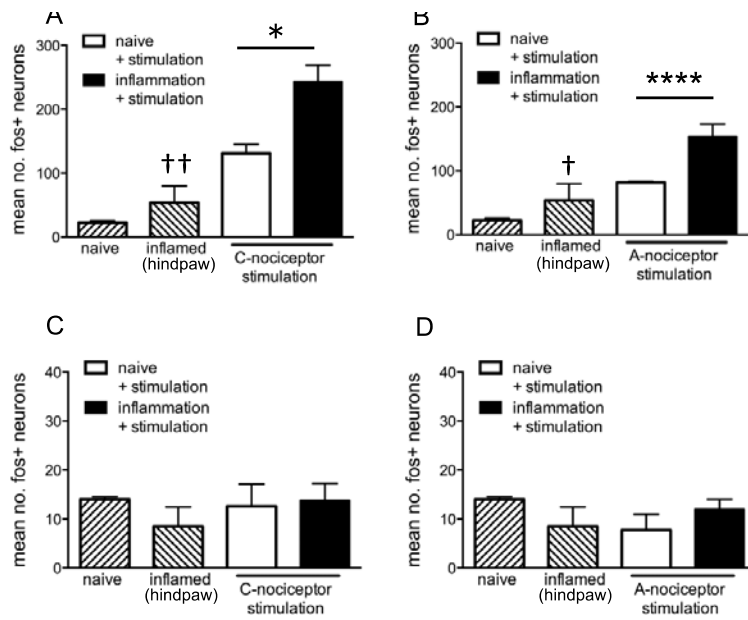 A
mean no. fos+ neurons
300
200
100
0
naive
+ stimulation
inflammation
+ stimulation
*
††
naive
inflamed
(hindpaw)
C-nociceptor
stimulation
B
mean no. fos+ neurons
300
200
100
0
naive
+ stimulation
inflammation
+ stimulation
****
†
naive
inflamed
(hindpaw)
A-nociceptor
stimulation
C
mean no. fos+ neurons
40
30
20
10
0
naive
+ stimulation
inflammation
+ stimulation
naive
inflamed
(hindpaw)
C-nociceptor
stimulation
D
mean no. fos+ neurons
40
30
20
10
0
naive
+ stimulation
inflammation
+ stimulation
naive
inflamed
(hindpaw)
A-nociceptor
stimulation